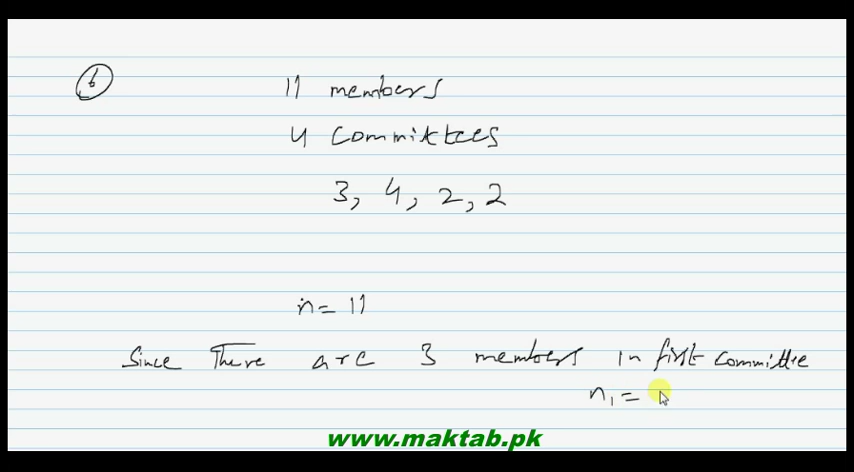 6
11 members
4 committees
3, 4, 2, 2
n = 11
Since There are 3 members in first committee
n₁ =
www.maktab.pk